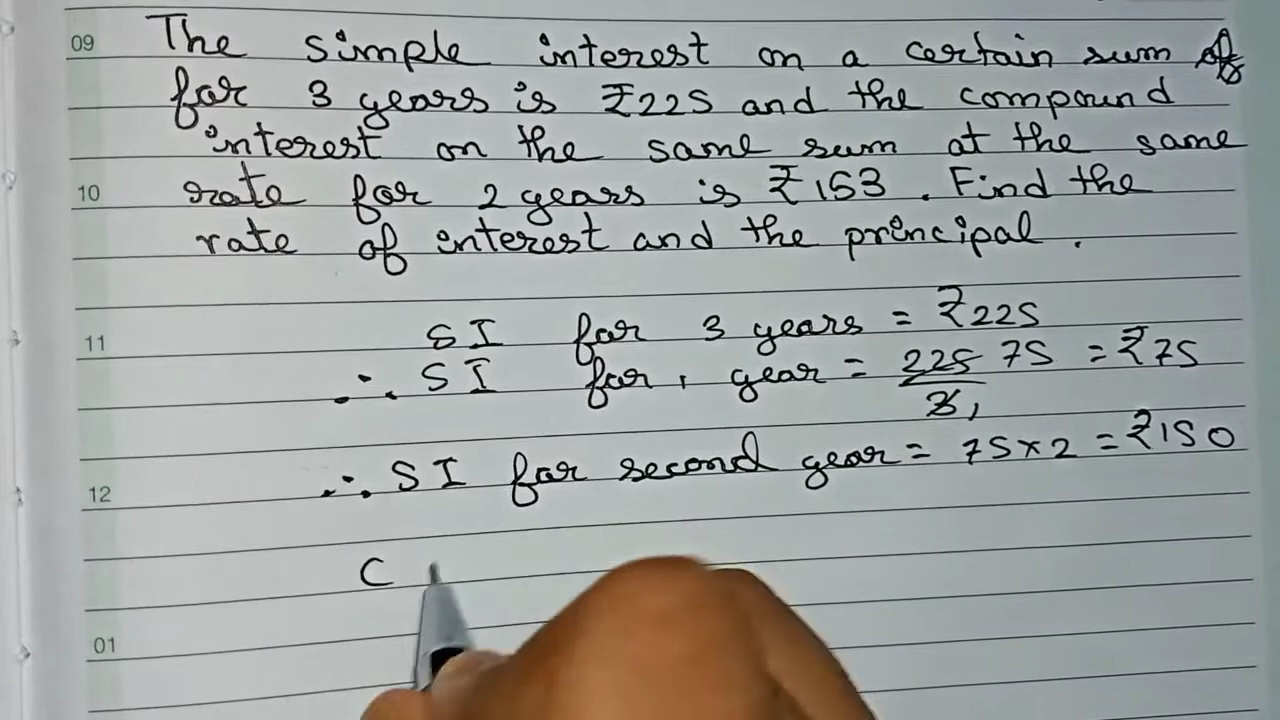 09 The simple interest on a certain sum of
for 3 years is ₹225 and the compound
interest on the same sum at the same
10 rate for 2 years is ₹153. Find the
rate of interest and the principal.
11 SI for 3 years = ₹225
∴ SI for 1 year = 225/3 75 1 = ₹75
12 ∴ SI for second year = 75×2 = ₹150
C
01